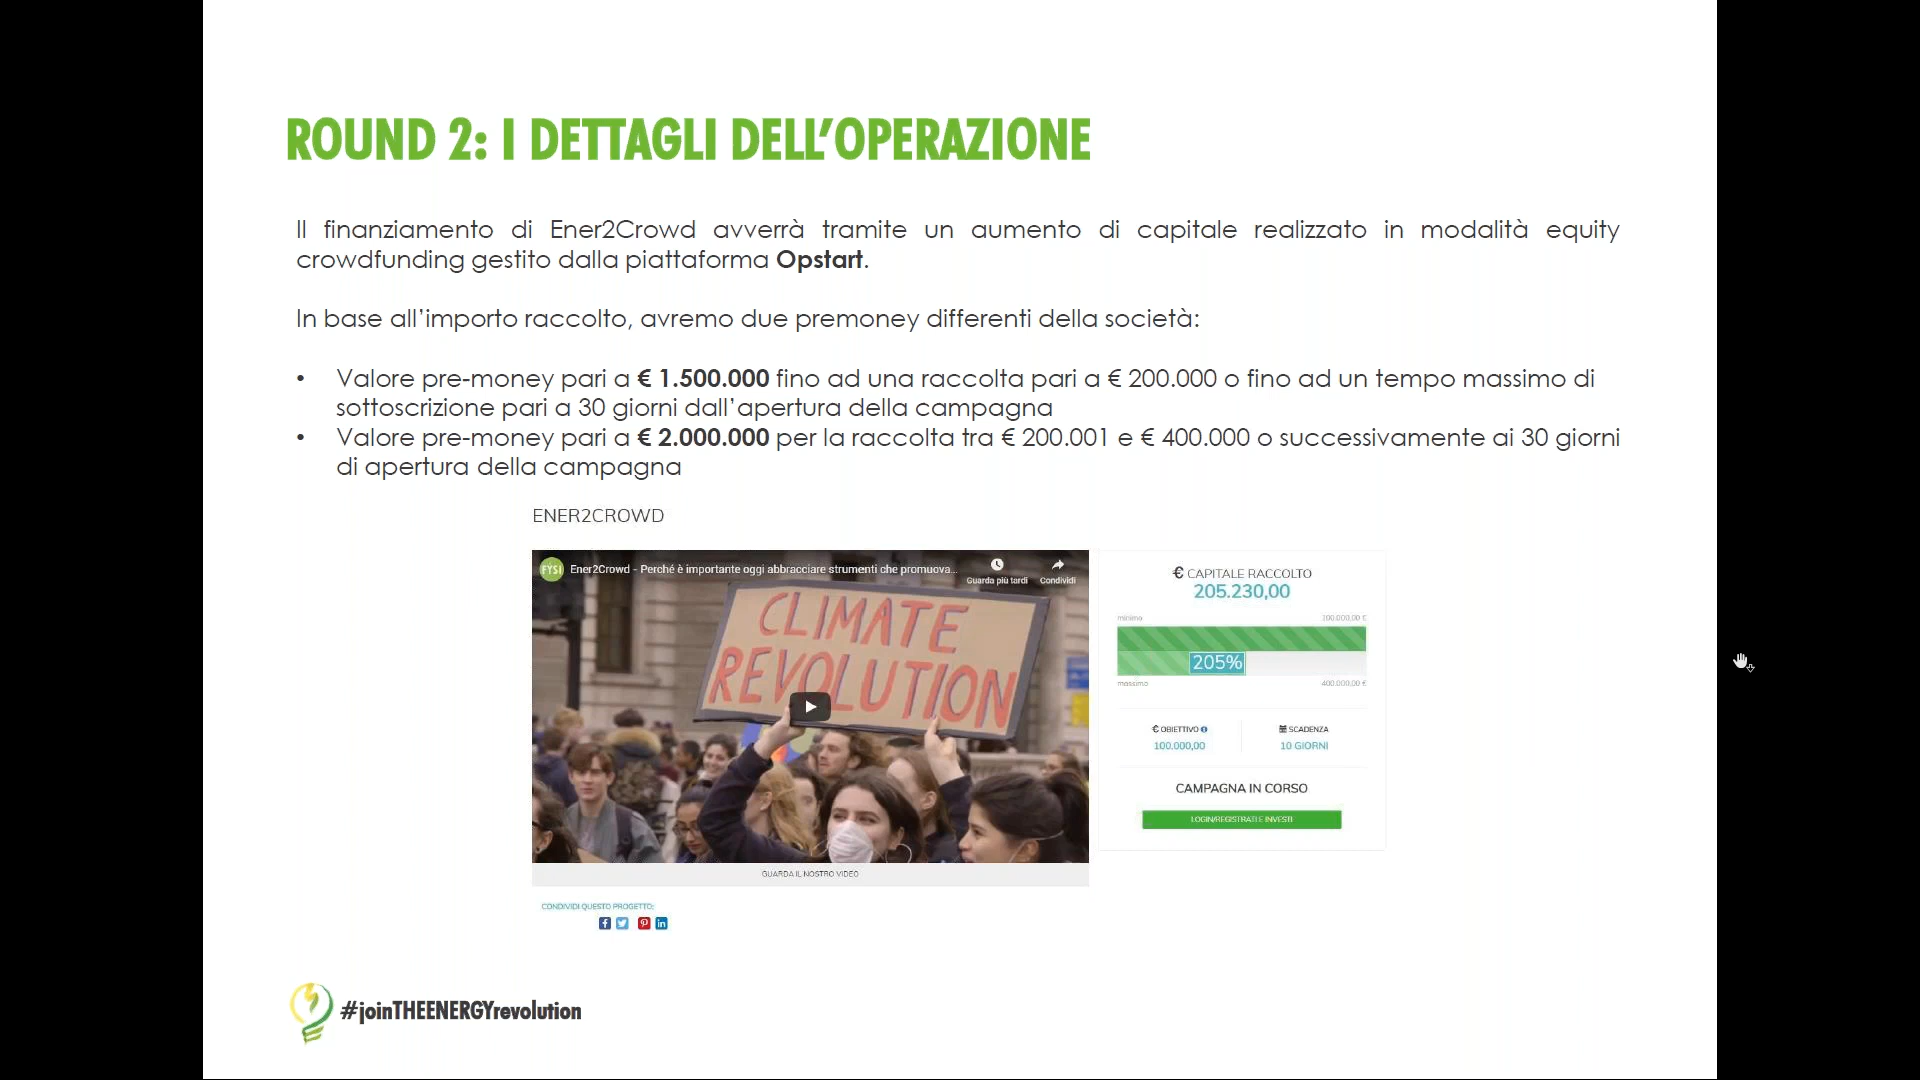 ROUND 2: I DETTAGLI DELL'OPERAZIONE
Il finanziamento di Ener2Crowd avverrà tramite un aumento di capitale realizzato in modalità equity
crowdfunding gestito dalla piattaforma Opstart.
In base all'importo raccolto, avremo due premoney differenti della società:
• Valore pre-money pari a € 1.500.000 fino ad una raccolta pari a € 200.000 o fino ad un tempo massimo di
sottoscrizione pari a 30 giorni dall'apertura della campagna
• Valore pre-money pari a € 2.000.000 per la raccolta tra € 200.001 e € 400.000 o successivamente ai 30 giorni
di apertura della campagna
ENER2CROWD
FYSI
Ener2Crowd - Perché è importante oggi abbracciare strumenti che promuova...
Guarda più tardi
Condividi
CLIMATE
REVOLUTION
GUARDA IL NOSTRO VIDEO
CONDIVIDI QUESTO PROGETTO:
€ CAPITALE RACCOLTO
205.230,00
minimo 100.000,00 €
205%
massimo 400.000,00 €
€ OBIETTIVO
100.000,00
SCADENZA
10 GIORNI
CAMPAGNA IN CORSO
LOGIN/REGISTRATI E INVESTI
#joinTHEENERGYrevolution